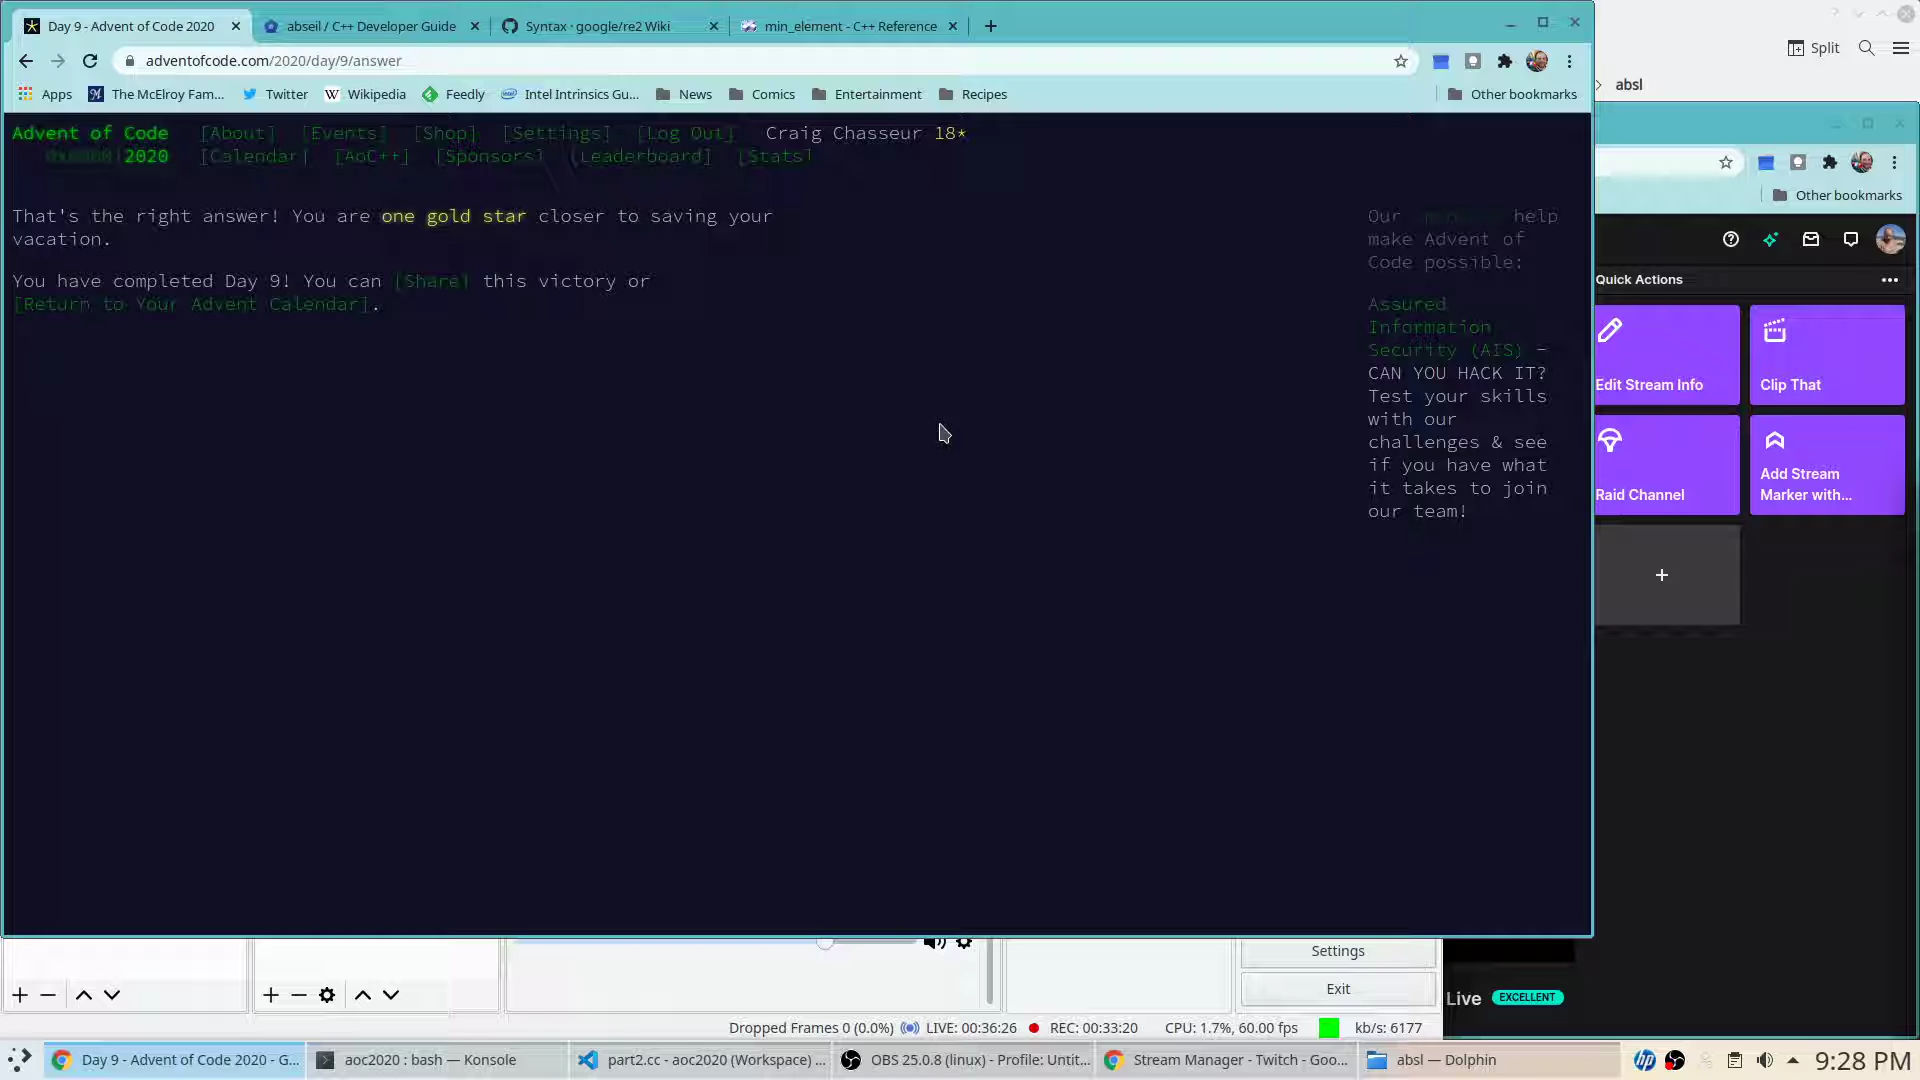 Day 9 - Advent of Code 2020
abseil / C++ Developer Guide
Syntax · google/re2 Wiki
min_element - C++ Reference
adventofcode.com/2020/day/9/answer
Apps
The McElroy Fam...
Twitter
Wikipedia
Feedly
Intel Intrinsics Gu...
News
Comics
Entertainment
Recipes
Other bookmarks
Split
absl
Other bookmarks
Advent of Code [About] [Events] [Shop] [Settings] [Log Out] Craig Chasseur 18*
2020 [Calendar] [AoC++] [Sponsors] [Leaderboard] [Stats]
That's the right answer! You are one gold star closer to saving your
vacation.
You have completed Day 9! You can [Share] this victory or
[Return to Your Advent Calendar].
Our help
make Advent of
Code possible:
Assured
Information
Security (AIS) –
CAN YOU HACK IT?
Test your skills
with our
challenges & see
if you have what
it takes to join
our team!
Quick Actions
Edit Stream Info
Clip That
Raid Channel
Add Stream
Marker with...
Settings
Exit
Live EXCELLENT
Dropped Frames 0 (0.0%) LIVE: 00:36:26 REC: 00:33:20 CPU: 1.7%, 60.00 fps kb/s: 6177
Day 9 - Advent of Code 2020 - G...
aoc2020 : bash — Konsole
part2.cc - aoc2020 (Workspace) ...
OBS 25.0.8 (linux) - Profile: Untit...
Stream Manager - Twitch - Goo...
absl — Dolphin
9:28 PM